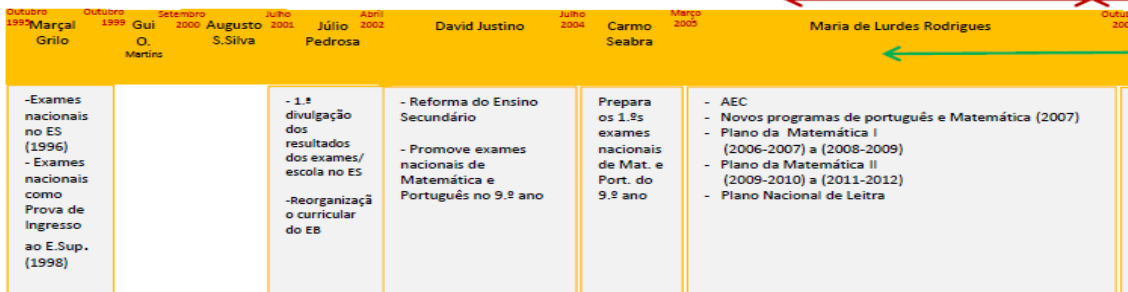 Outubro
1995
Marçal
Grilo
Outubro
1999
Gui
O.
Martins
Setembro
2000
Augusto
S.Silva
Julho
2001
Júlio
Pedrosa
Abril
2002
David Justino
Julho
2004
Carmo
Seabra
Março
2005
Maria de Lurdes Rodrigues
Outu
200
-Exames
nacionais
no ES
(1996)
- Exames
nacionais
como
Prova de
Ingresso
ao E.Sup.
(1998)
- 1.ª
divulgação
dos
resultados
dos exames/
escola no ES
-Reorganizaçã
o curricular
do EB
- Reforma do Ensino
Secundário
- Promove exames
nacionais de
Matemática e
Português no 9.º ano
Prepara
os 1.ºs
exames
nacionais
de Mat. e
Port. do
9.º ano
- AEC
- Novos programas de português e Matemática (2007)
- Plano da Matemática I
(2006-2007) a (2008-2009)
- Plano da Matemática II
(2009-2010) a (2011-2012)
- Plano Nacional de Leitra